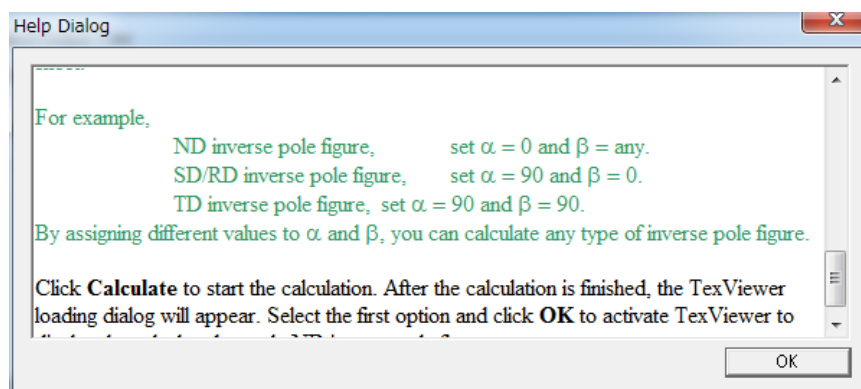 Help Dialog
For example,
ND inverse pole figure, set α = 0 and β = any.
SD/RD inverse pole figure, set α = 90 and β = 0.
TD inverse pole figure, set α = 90 and β = 90.
By assigning different values to α and β, you can calculate any type of inverse pole figure.
Click Calculate to start the calculation. After the calculation is finished, the TexViewer
loading dialog will appear. Select the first option and click OK to activate TexViewer to
OK